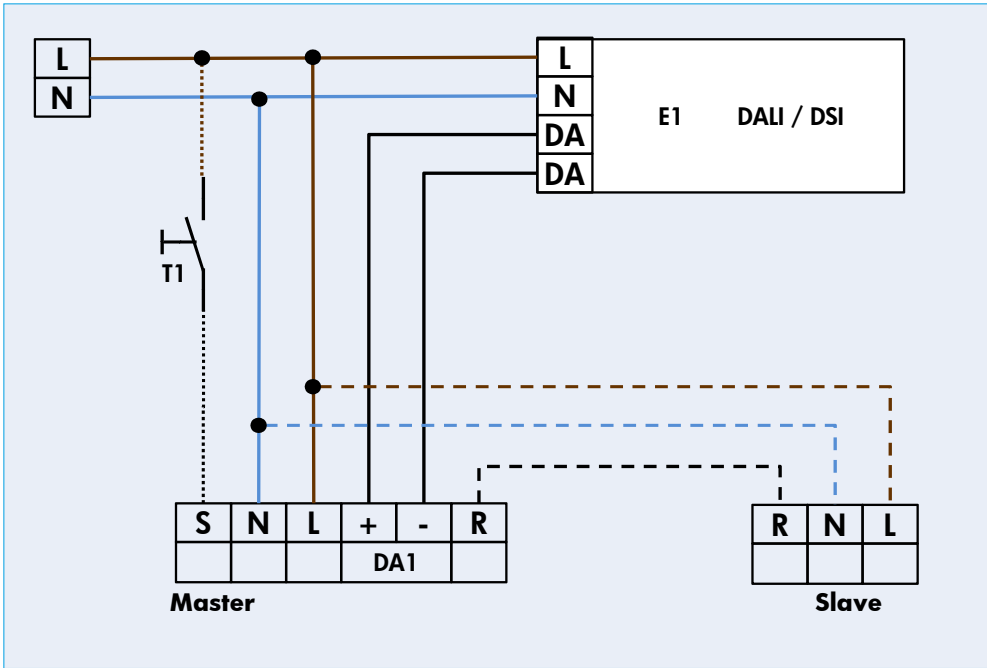 L L
N N
E1 DALI / DSI
DA
DA
T1
S N L + - R
R N L
DA1
Master
Slave